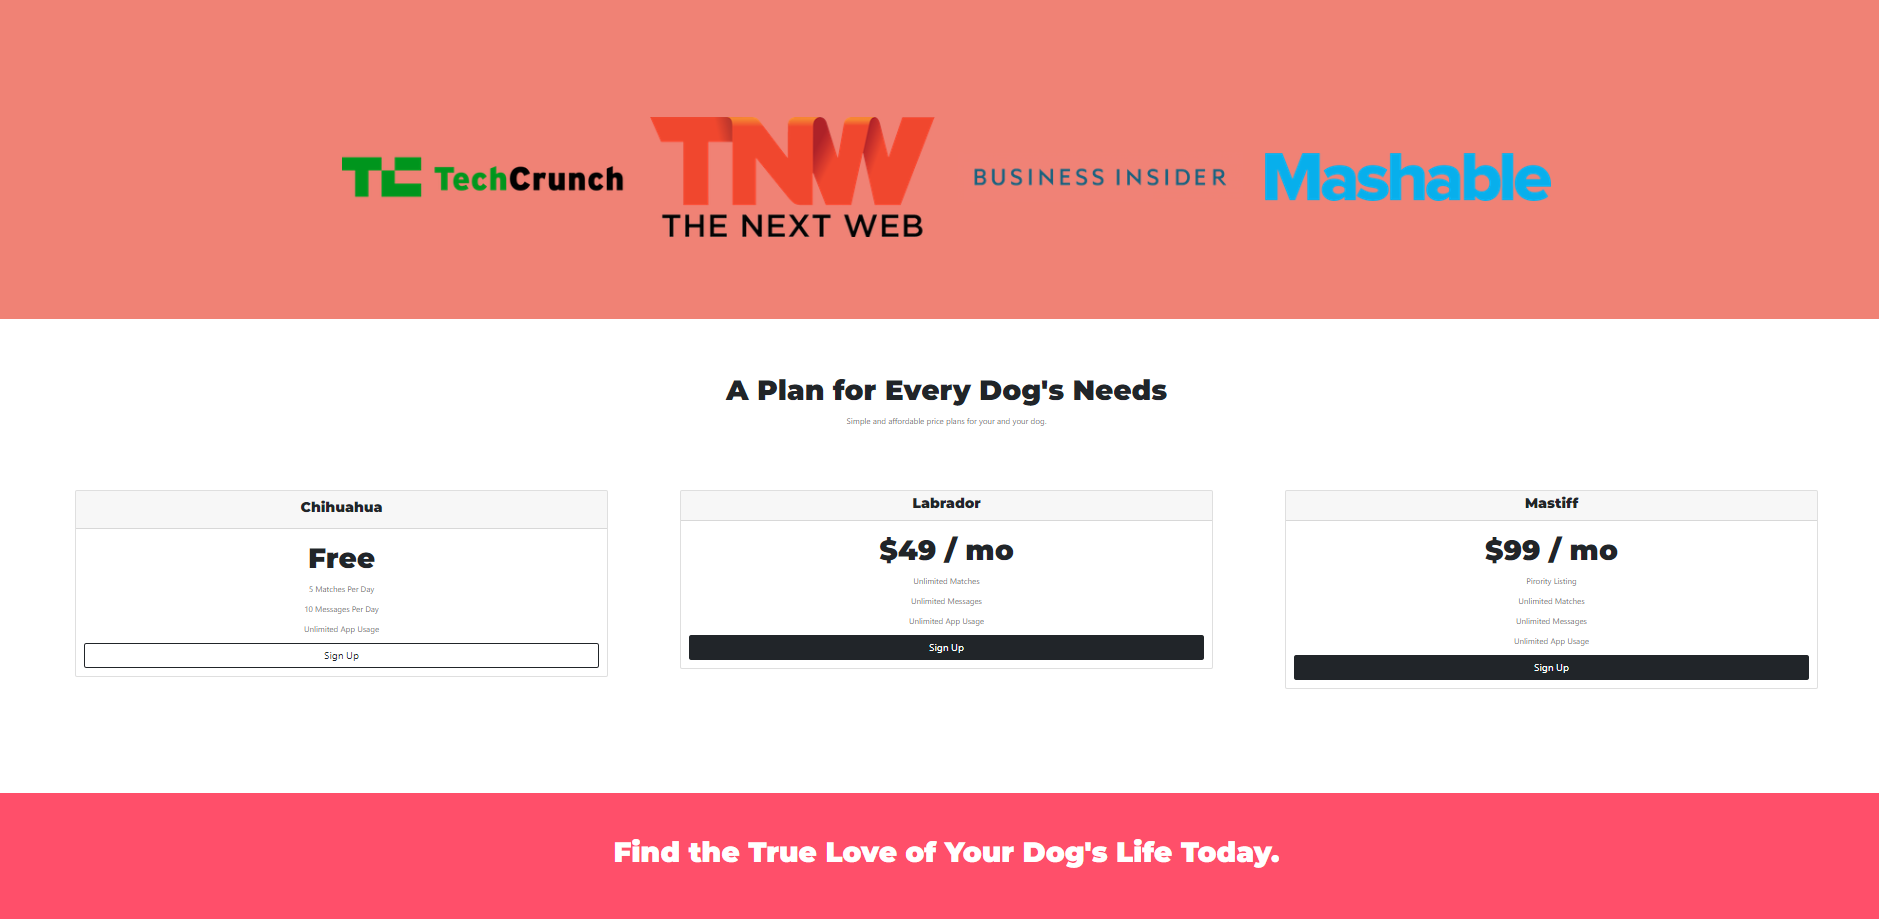 TC TechCrunch
TNW
THE NEXT WEB
BUSINESS INSIDER
Mashable
A Plan for Every Dog's Needs
Simple and affordable price plans for your and your dog.
Chihuahua
Free
5 Matches Per Day
10 Messages Per Day
Unlimited App Usage
Sign Up
Labrador
$49 / mo
Unlimited Matches
Unlimited Messages
Unlimited App Usage
Sign Up
Mastiff
$99 / mo
Pirority Listing
Unlimited Matches
Unlimited Messages
Unlimited App Usage
Sign Up
Find the True Love of Your Dog's Life Today.